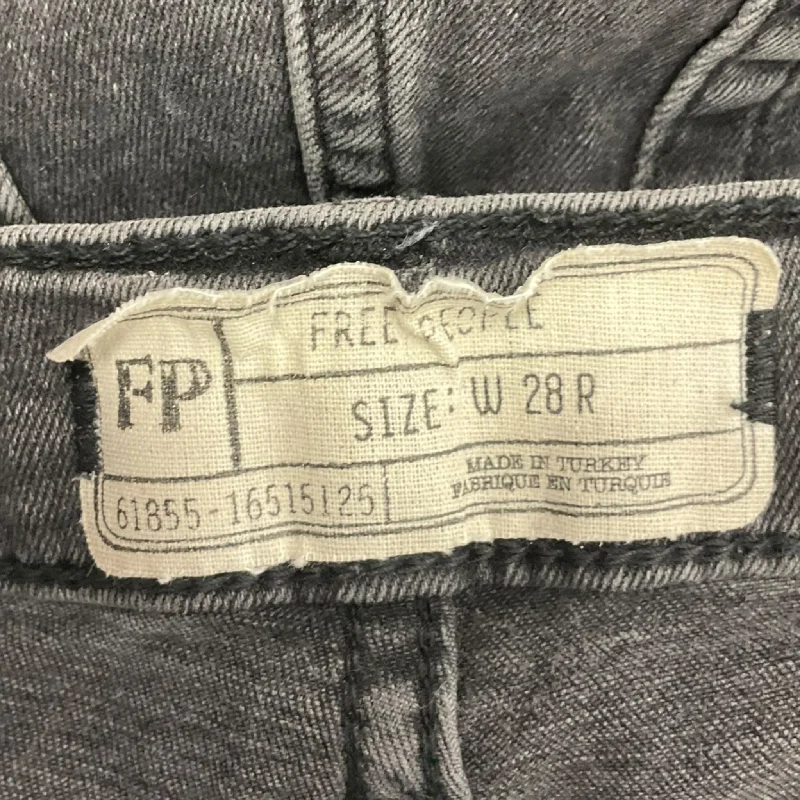 FP
FREE PEOPLE
SIZE: W 28 R
61855-16515125
MADE IN TURKEY
FABRIQUE EN TURQUIE